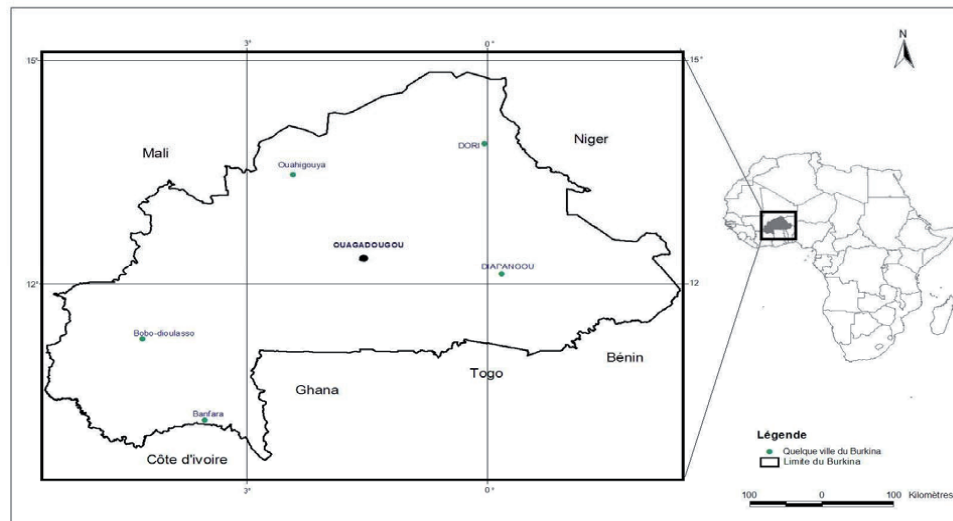 3°
0°
N
15°
15°
Mali
Niger
DORI
Ouahigouya
OUAGADOUGOU
DIAPANGOU
12
12
Bobo-dioulasso
Bénin
Togo
Ghana
Banfara
Côte d'ivoire
3°
0°
Légende
Quelque ville du Burkina
Limite du Burkina
100 0 100 Kilomètres